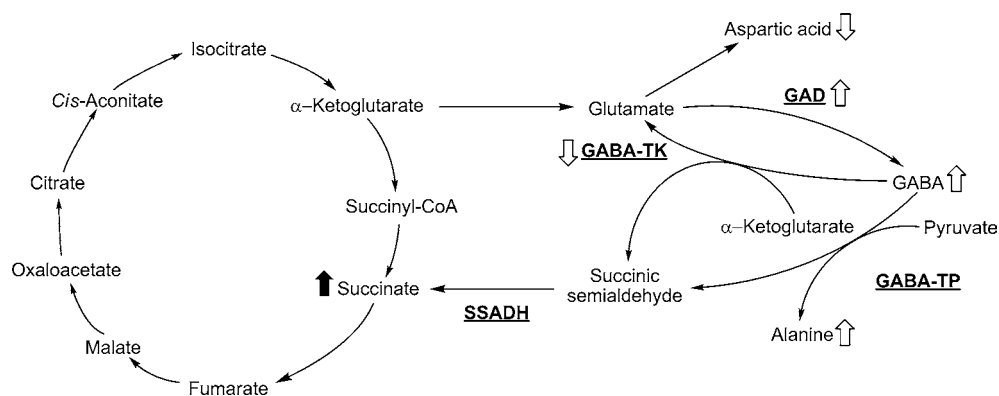 Aspartic acid
Isocitrate
Cis-Aconitate
α–Ketoglutarate
Glutamate
GAD
GABA-TK
Citrate
GABA
Succinyl-CoA
α–Ketoglutarate
Pyruvate
Oxaloacetate
Succinate
Succinic
semialdehyde
GABA-TP
SSADH
Alanine
Malate
Fumarate